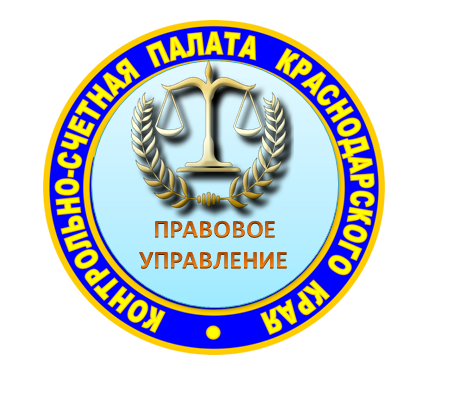 КОНТРОЛЬНО-СЧЕТНАЯ ПАЛАТА КРАСНОДАРСКОГО КРАЯ
ПРАВОВОЕ
УПРАВЛЕНИЕ